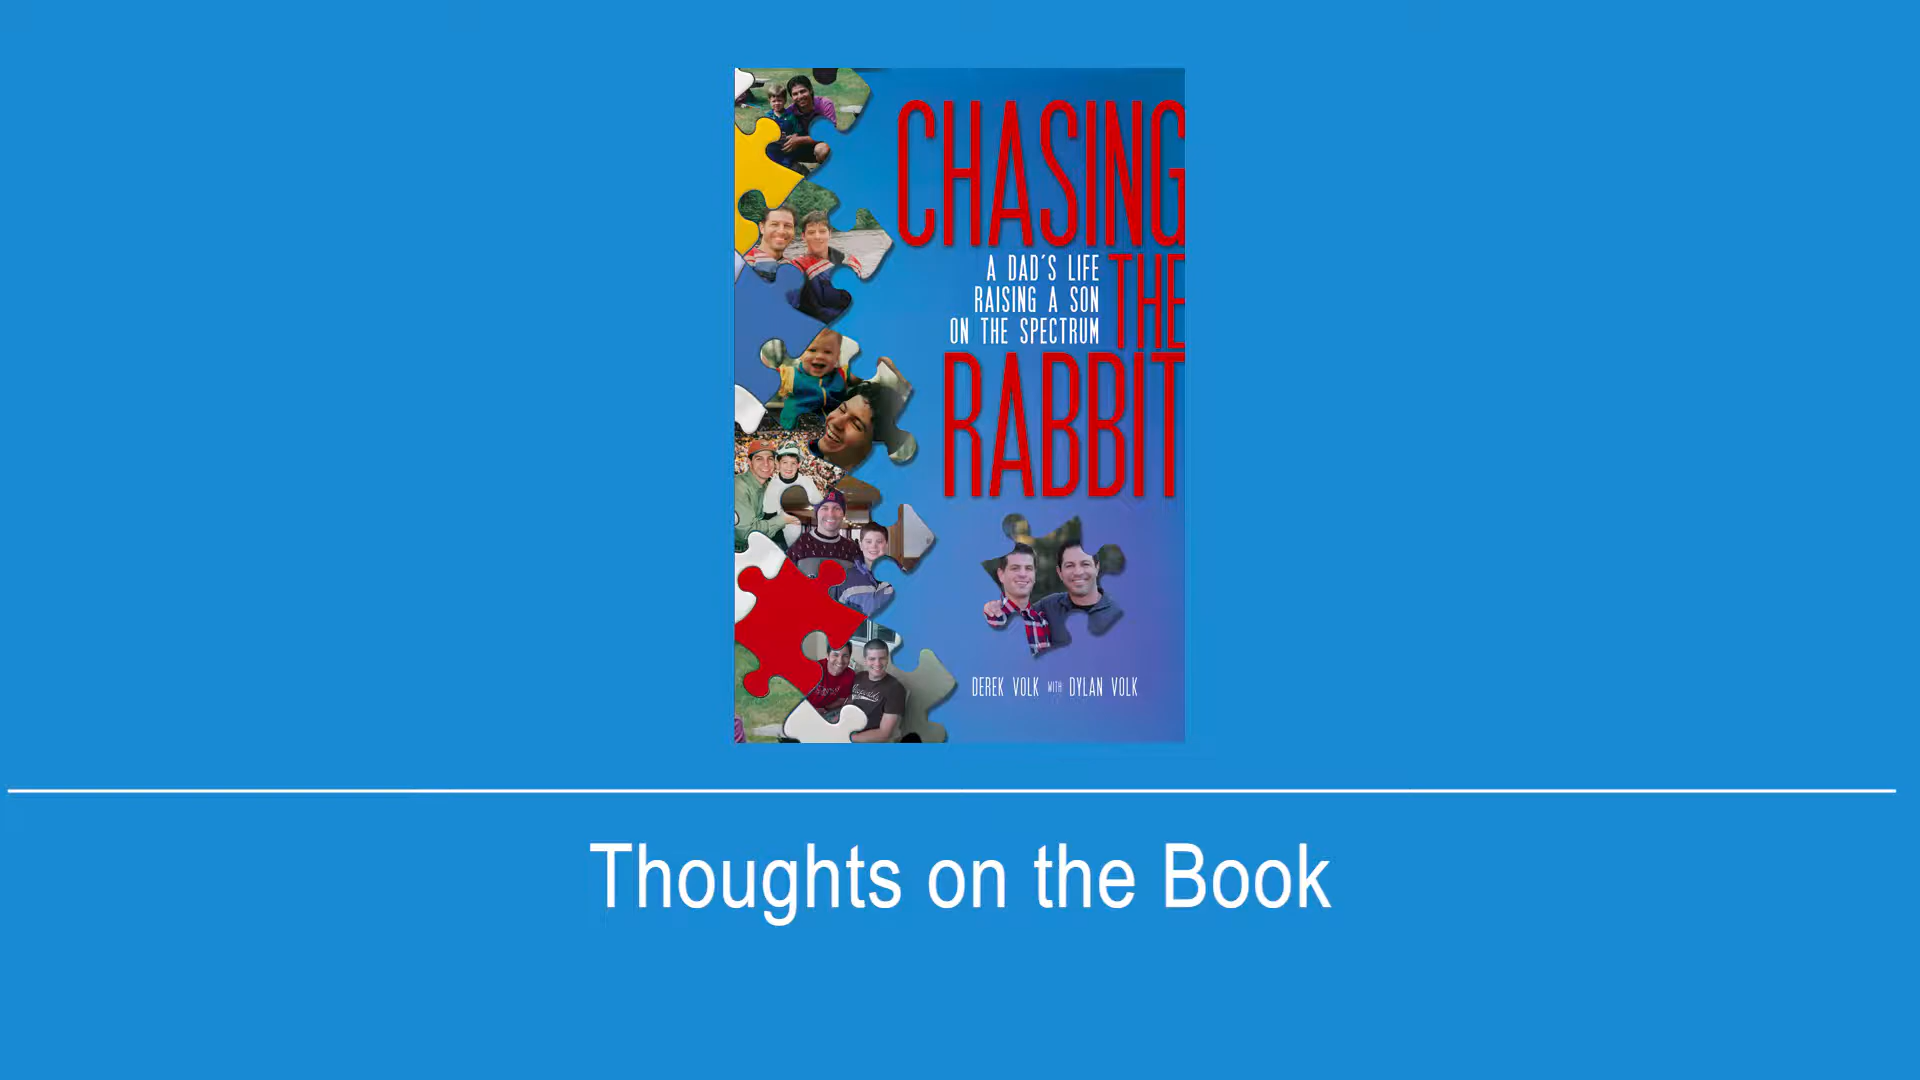 CHASING
A DAD'S LIFE
RAISING A SON
ON THE SPECTRUM
THE
RABBIT
DEREK VOLK WITH DYLAN VOLK
Thoughts on the Book